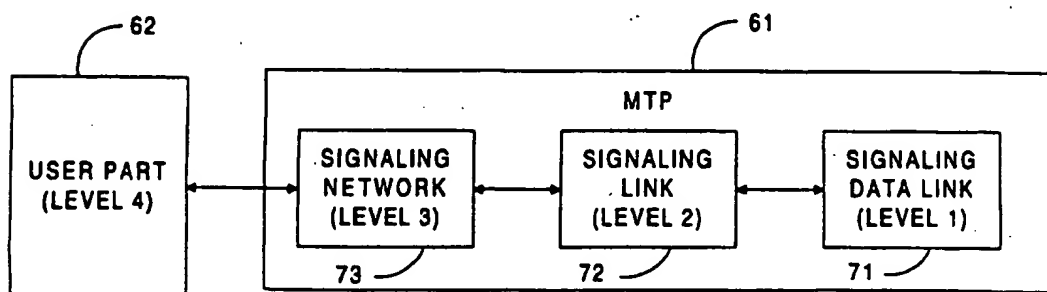 62
61
MTP
USER PART
(LEVEL 4)
SIGNALING
NETWORK
(LEVEL 3)
SIGNALING
LINK
(LEVEL 2)
SIGNALING
DATA LINK
(LEVEL 1)
73
72
71